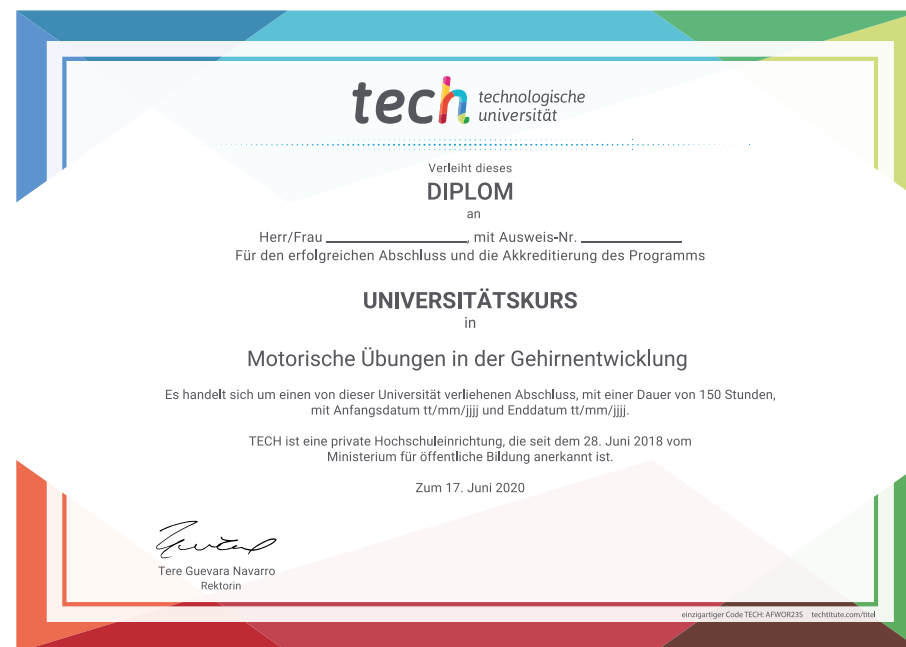 tech technologische
universität
Verleiht dieses
DIPLOM
an
Herr/Frau , mit Ausweis-Nr.
Für den erfolgreichen Abschluss und die Akkreditierung des Programms
UNIVERSITÄTSKURS
in
Motorische Übungen in der Gehirnentwicklung
Es handelt sich um einen von dieser Universität verliehenen Abschluss, mit einer Dauer von 150 Stunden,
mit Anfangsdatum tt/mm/jjjj und Enddatum tt/mm/jjjj.
TECH ist eine private Hochschuleinrichtung, die seit dem 28. Juni 2018 vom
Ministerium für öffentliche Bildung anerkannt ist.
Zum 17. Juni 2020
Tere Guevara Navarro
Rektorin
einzigartiger Code TECH: AFWOR23S techtitute.com/titel